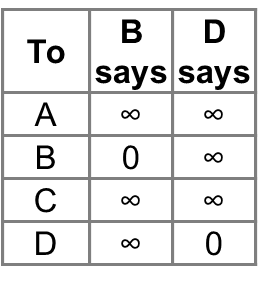 To B says D says
A ∞ ∞
B 0 ∞
C ∞ ∞
D ∞ 0